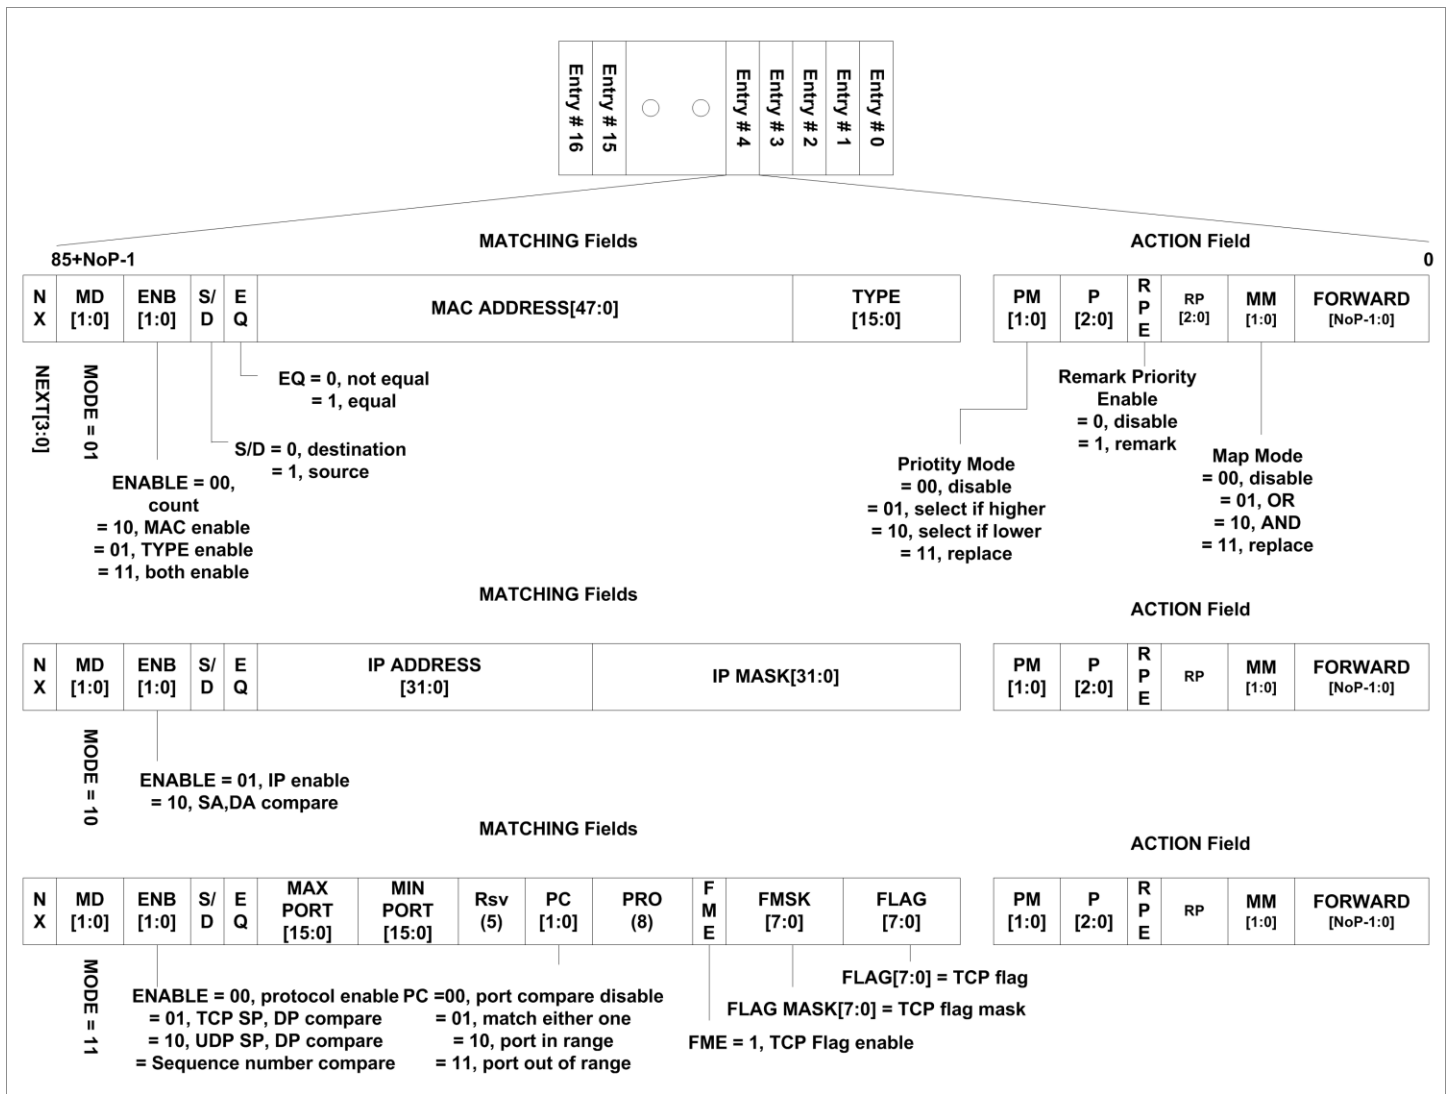 Entry # 16
Entry # 15
Entry # 4
Entry # 3
Entry # 2
Entry # 1
Entry # 0
MATCHING Fields
ACTION Field
85+NoP-1
0
N X
MD [1:0]
ENB [1:0]
S/ D
E Q
MAC ADDRESS[47:0]
TYPE [15:0]
PM [1:0]
P [2:0]
R P E
RP [2:0]
MM [1:0]
FORWARD [NoP-1:0]
NEXT[3:0]
MODE = 01
EQ = 0, not equal
= 1, equal
S/D = 0, destination
= 1, source
ENABLE = 00,
count
= 10, MAC enable
= 01, TYPE enable
= 11, both enable
Priotity Mode
= 00, disable
= 01, select if higher
= 10, select if lower
= 11, replace
Remark Priority
Enable
= 0, disable
= 1, remark
Map Mode
= 00, disable
= 01, OR
= 10, AND
= 11, replace
MATCHING Fields
ACTION Field
N X
MD [1:0]
ENB [1:0]
S/ D
E Q
IP ADDRESS [31:0]
IP MASK[31:0]
PM [1:0]
P [2:0]
R P E
RP
MM [1:0]
FORWARD [NoP-1:0]
MODE = 10
ENABLE = 01, IP enable
= 10, SA,DA compare
MATCHING Fields
ACTION Field
N X
MD [1:0]
ENB [1:0]
S/ D
E Q
MAX PORT [15:0]
MIN PORT [15:0]
Rsv (5)
PC [1:0]
PRO (8)
F M E
FMSK [7:0]
FLAG [7:0]
PM [1:0]
P [2:0]
R P E
RP
MM [1:0]
FORWARD [NoP-1:0]
MODE = 11
ENABLE = 00, protocol enable
= 01, TCP SP, DP compare
= 10, UDP SP, DP compare
= Sequence number compare
PC =00, port compare disable
= 01, match either one
= 10, port in range
= 11, port out of range
FLAG[7:0] = TCP flag
FLAG MASK[7:0] = TCP flag mask
FME = 1, TCP Flag enable